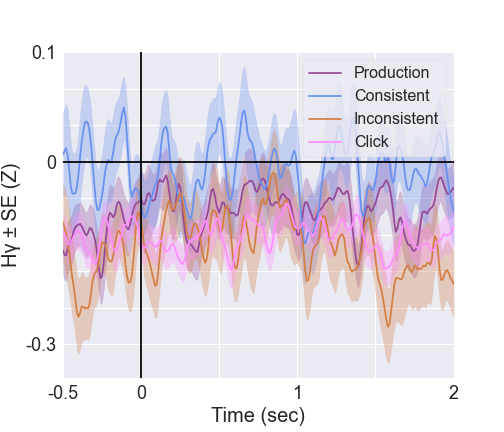 0.1
0
-0.3
Hγ ± SE (Z)
Production
Consistent
Inconsistent
Click
-0.5
0
1
2
Time (sec)